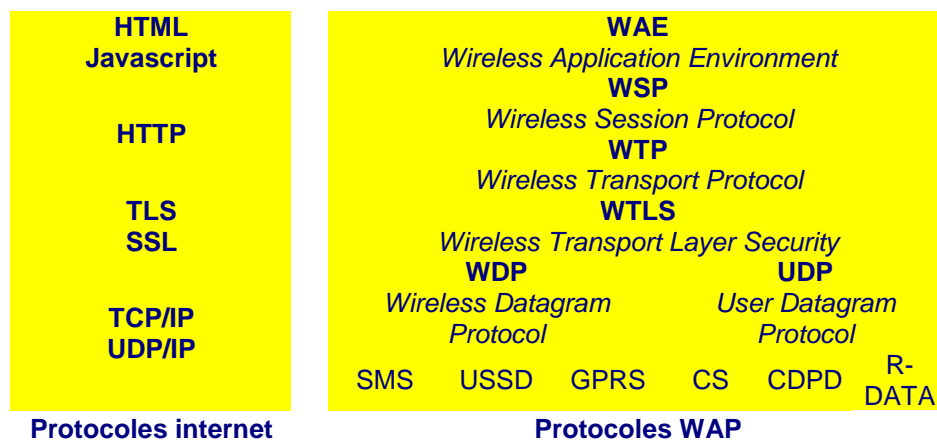 HTML
Javascript
HTTP
TLS
SSL
TCP/IP
UDP/IP
Protocoles internet
WAE
Wireless Application Environment
WSP
Wireless Session Protocol
WTP
Wireless Transport Protocol
WTLS
Wireless Transport Layer Security
WDP
Wireless Datagram
Protocol
UDP
User Datagram
Protocol
SMS USSD GPRS CS CDPD R-
DATA
Protocoles WAP